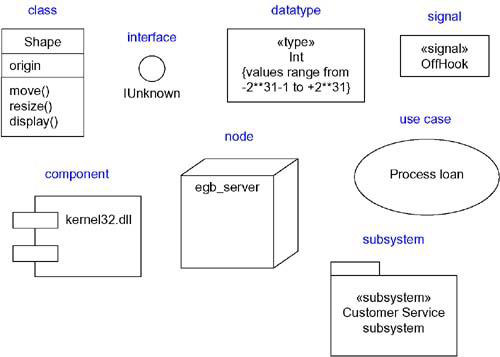 class
Shape
origin
move()
resize()
display()
interface
IUnknown
datatype
«type»
Int
{values range from
-2**31-1 to +2**31}
signal
«signal»
OffHook
component
kernel32.dll
node
egb_server
use case
Process loan
subsystem
«subsystem»
Customer Service
subsystem